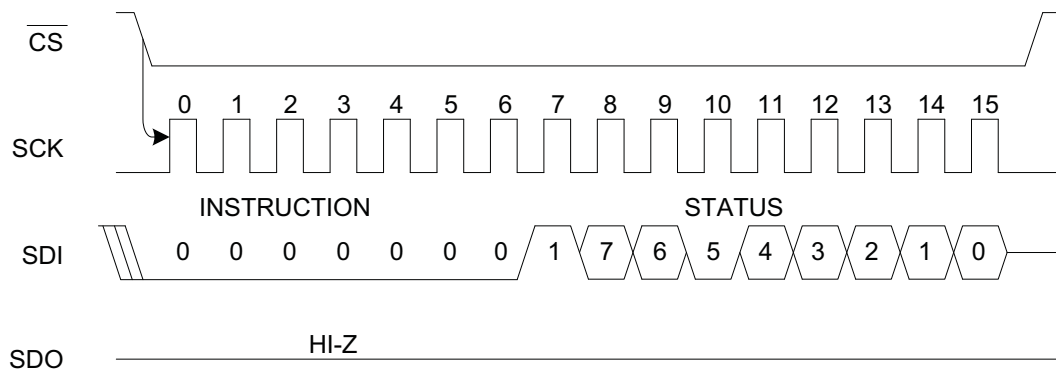 CS
0 1 2 3 4 5 6 7 8 9 10 11 12 13 14 15
SCK
INSTRUCTION STATUS
SDI 0 0 0 0 0 0 0 1 7 6 5 4 3 2 1 0
HI-Z
SDO